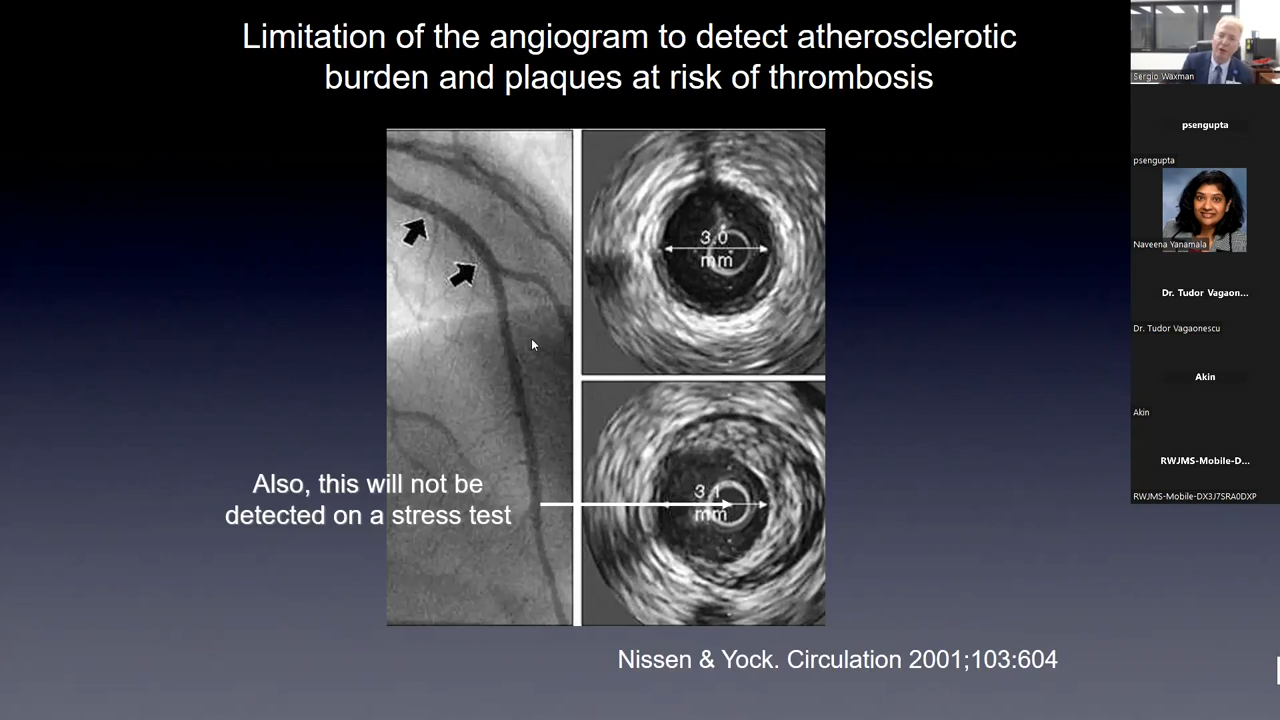 Limitation of the angiogram to detect atherosclerotic
burden and plaques at risk of thrombosis
3.0
mm
3.1
mm
Also, this will not be
detected on a stress test
Nissen & Yock. Circulation 2001;103:604
Sergio Waxman
psengupta
psengupta
Naveena Yanamala
Dr. Tudor Vagaon...
Dr. Tudor Vagaonescu
Akin
Akin
RWJMS-Mobile-D...
RWJMS-Mobile-DX3J7SRA0DXP